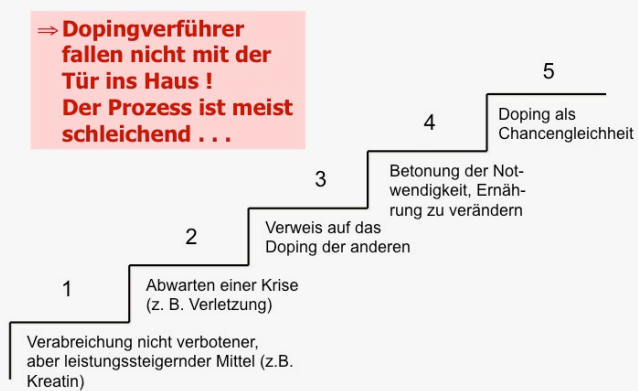 ⇒ Dopingverführer
fallen nicht mit der
Tür ins Haus !
Der Prozess ist meist
schleichend . . .
5
Doping als
Chancengleichheit
4
Betonung der Not-
wendigkeit, Ernäh-
rung zu verändern
3
Verweis auf das
Doping der anderen
2
Abwarten einer Krise
(z. B. Verletzung)
1
Verabreichung nicht verbotener,
aber leistungssteigernder Mittel (z.B.
Kreatin)